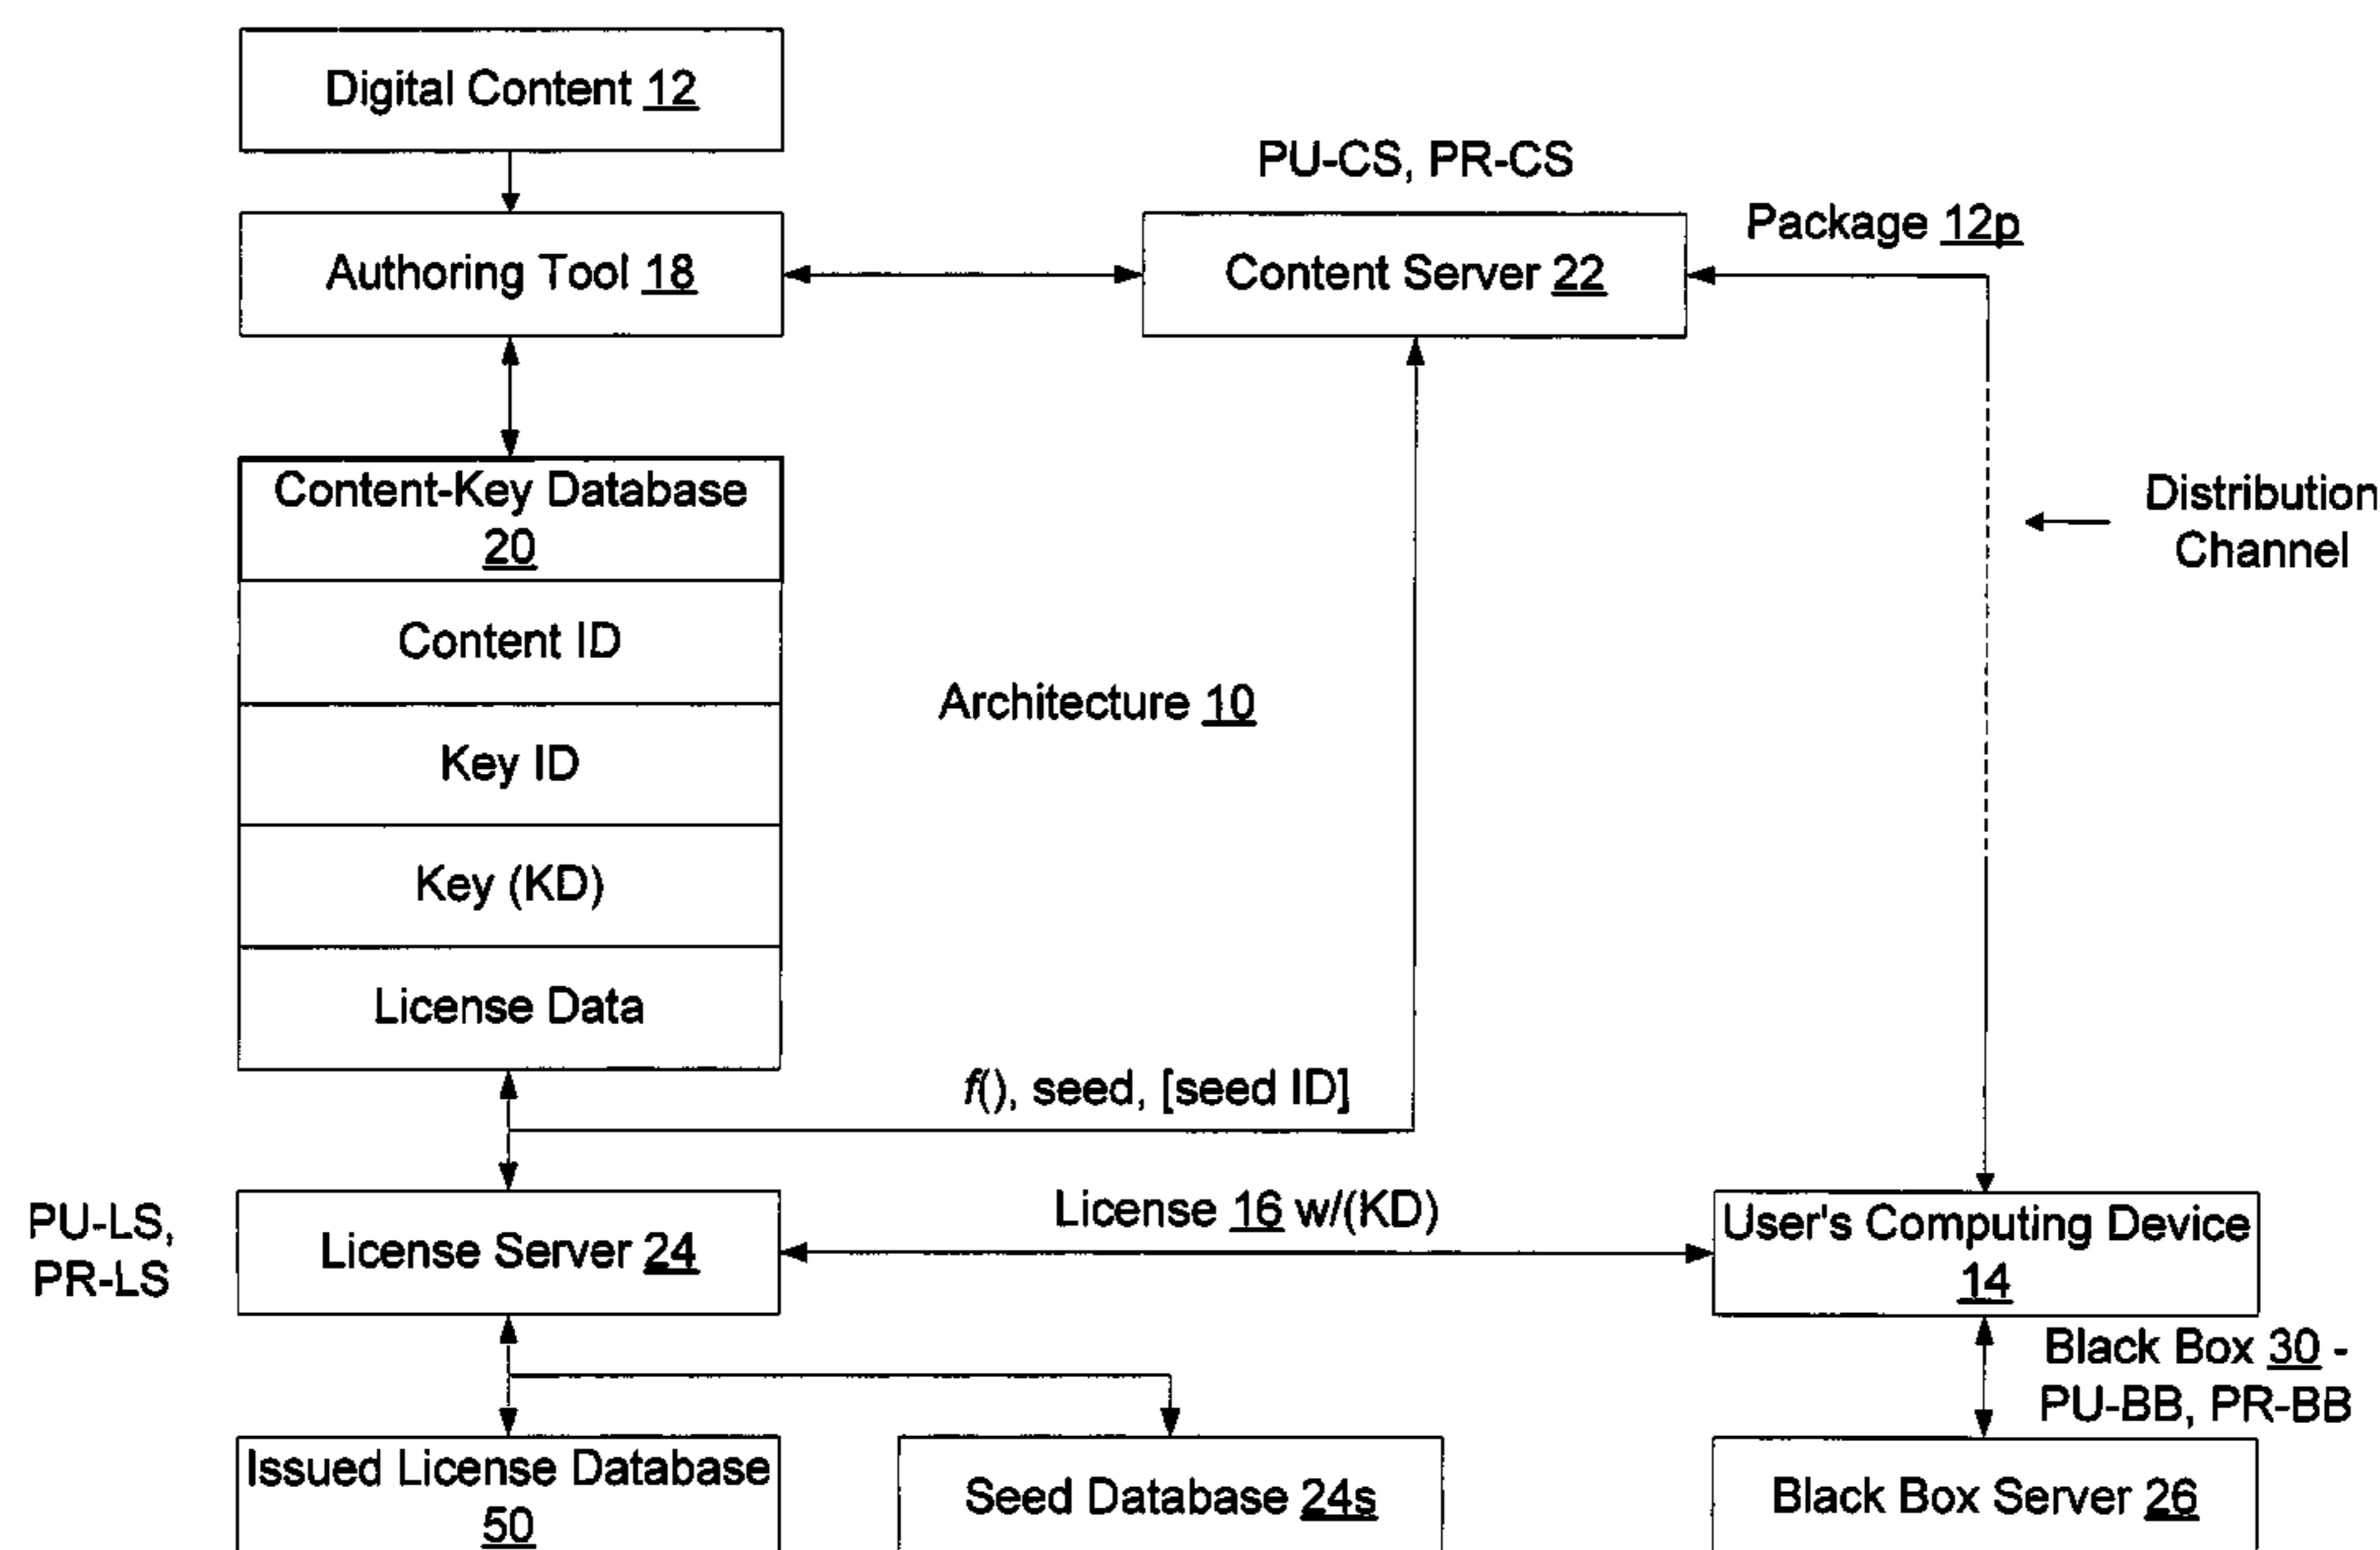 Digital Content 12
PU-CS, PR-CS
Package 12p
Authoring Tool 18
Content Server 22
Content-Key Database
20
Distribution
Channel
Content ID
Architecture 10
Key ID
Key (KD)
License Data
f(), seed, [seed ID]
PU-LS,
PR-LS
License Server 24
License 16 w/(KD)
User's Computing Device
14
Black Box 30 -
PU-BB, PR-BB
Issued License Database
50
Seed Database 24s
Black Box Server 26